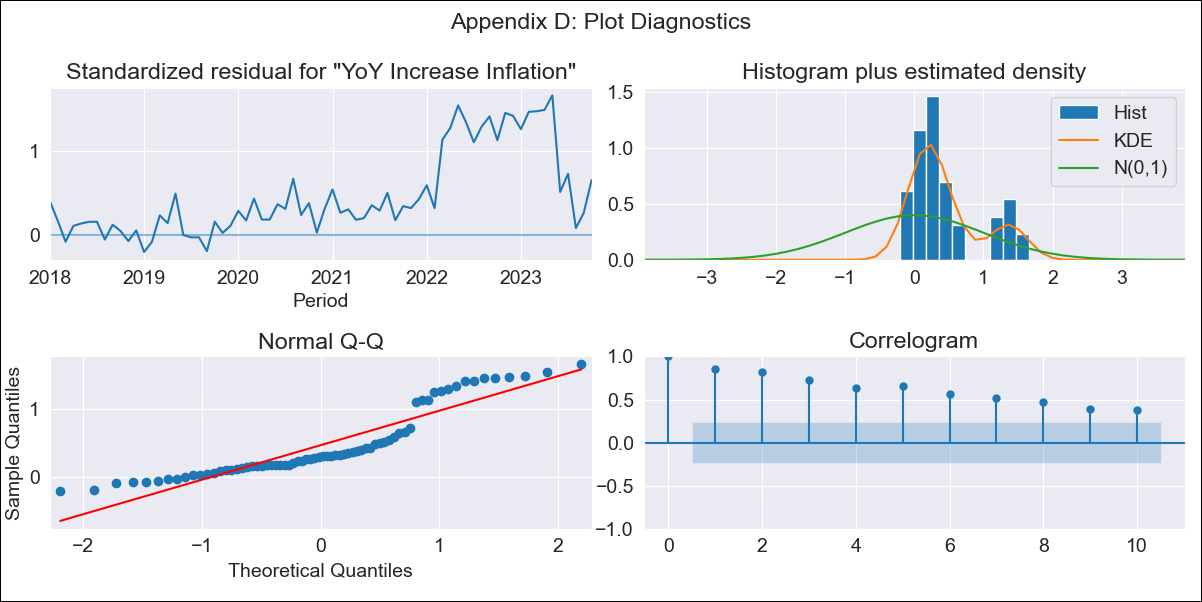 Appendix D: Plot Diagnostics
Standardized residual for "YoY Increase Inflation"
1
0
2018 2019 2020 2021 2022 2023
Period
Histogram plus estimated density
1.5
1.0
0.5
0.0
Hist
KDE
N(0,1)
−3 −2 −1 0 1 2 3
Normal Q-Q
Sample Quantiles
1
0
−2 −1 0 1 2
Theoretical Quantiles
Correlogram
1.0
0.5
0.0
−0.5
−1.0
0 2 4 6 8 10